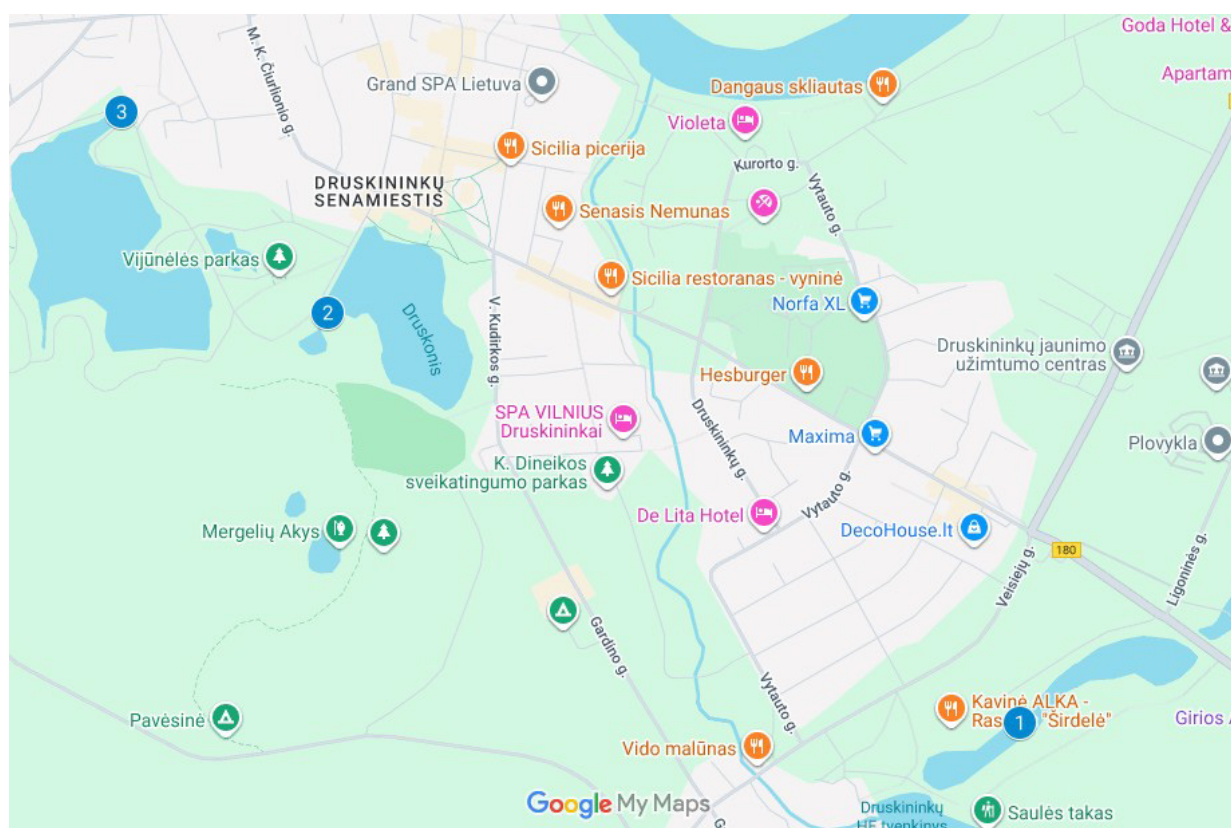 Goda Hotel &
M. K. Čiurlionio g.
Grand SPA Lietuva
Dangaus skliautas
Apartam
3
Violeta
Sicilia picerija
Kurorto g.
DRUSKININKŲ
SENAMIESTIS
Vytauto g.
Senasis Nemunas
Vijūnėlės parkas
Sicilia restoranas - vyninė
Norfa XL
2
Druskonis
V. Kudirkos g.
Druskininkų jaunimo
užimtumo centras
Hesburger
SPA VILNIUS
Druskininkai
Druskininkų g.
Maxima
Plovykla
K. Dineikos
sveikatingumo parkas
Vytauto g.
De Lita Hotel
Mergelių Akys
DecoHouse.lt
180
Veisiejų g.
Ligoninės g.
Gardino g.
Vytauto g.
Pavėsinė
Kavinė ALKA -
Ras "Širdelė"
1
Girios
Vido malūnas
Google My Maps
Druskininkų
HE tvenkinys
Saulės takas